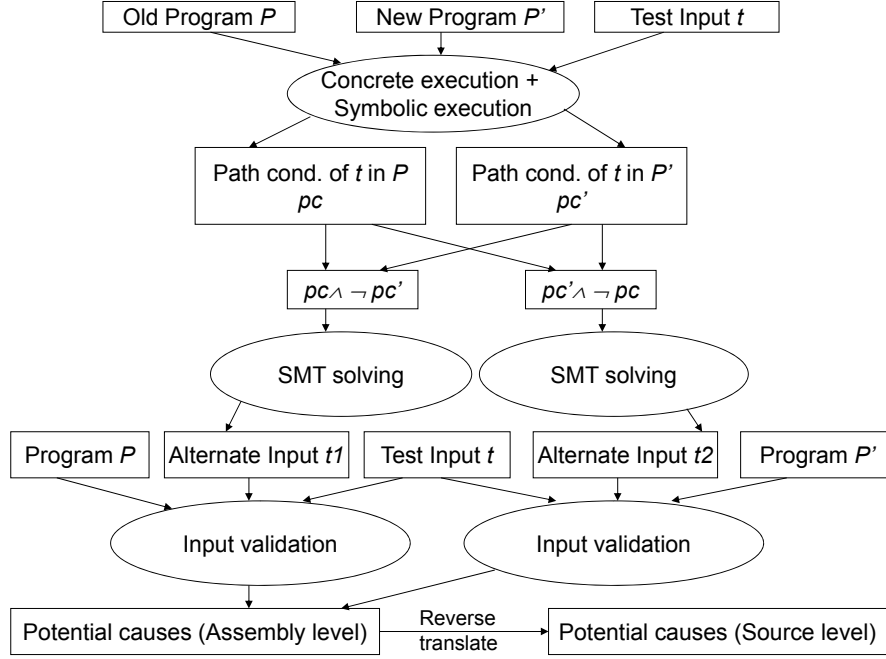 Old Program P
New Program P’
Test Input t
Concrete execution +
Symbolic execution
Path cond. of t in P
pc
Path cond. of t in P’
pc’
pc∧ ¬ pc’
pc’∧ ¬ pc
SMT solving
SMT solving
Program P
Alternate Input t1
Test Input t
Alternate Input t2
Program P’
Input validation
Input validation
Potential causes (Assembly level)
Reverse
translate
Potential causes (Source level)